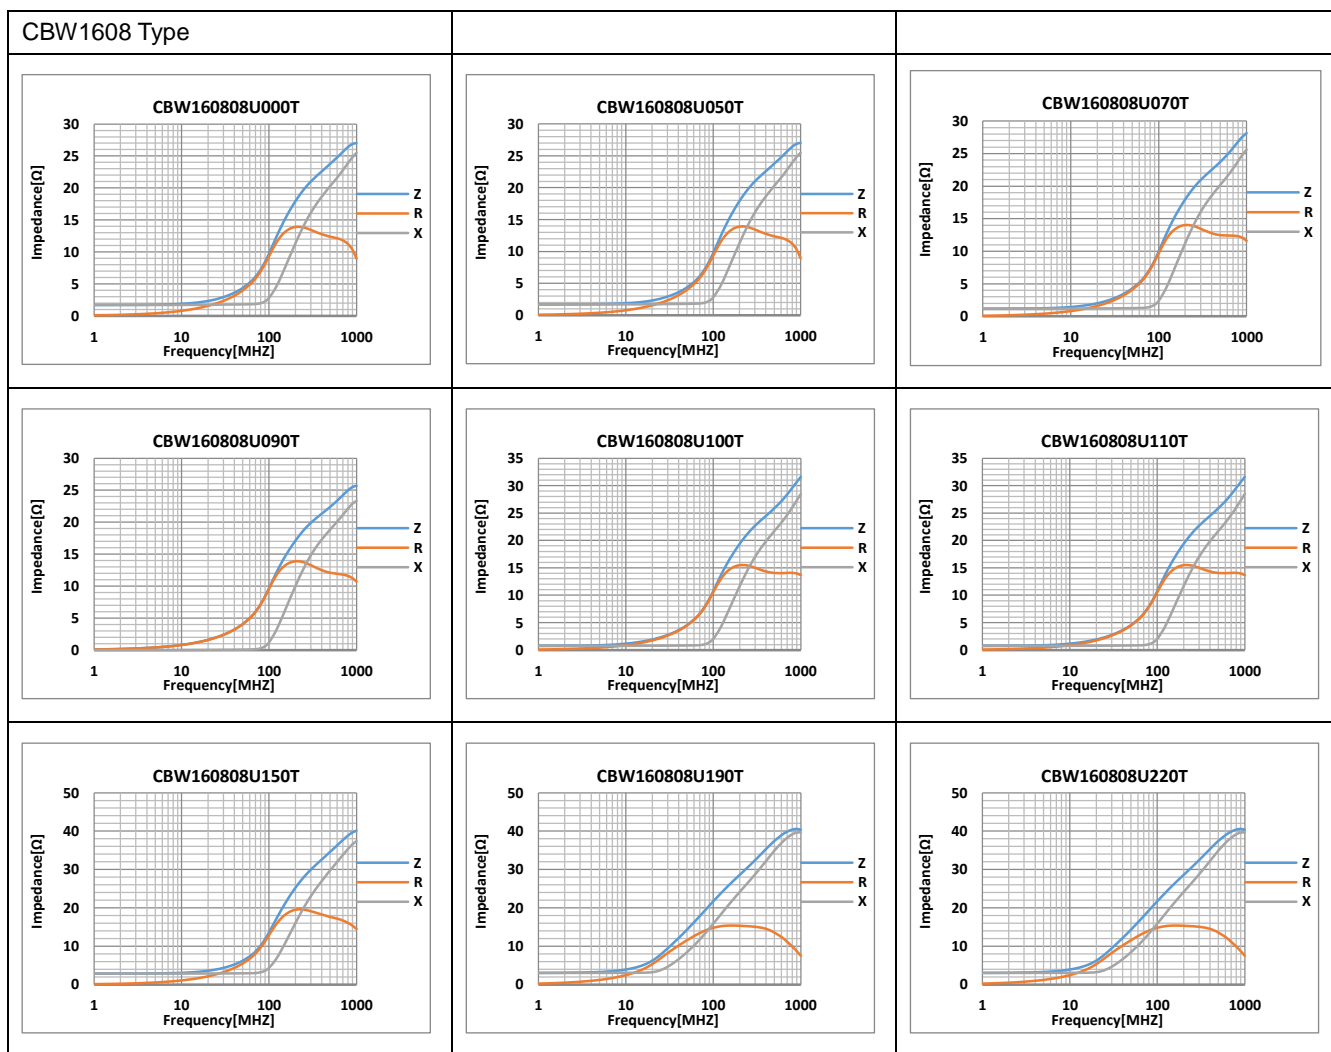 CBW1608 Type
CBW160808U000T
Impedance[Ω]
30
25
20
15
10
5
0
1 10 100 1000
Frequency[MHZ]
Z
R
X
CBW160808U050T
Impedance[Ω]
30
25
20
15
10
5
0
1 10 100 1000
Frequency[MHZ]
Z
R
X
CBW160808U070T
Impedance[Ω]
30
25
20
15
10
5
0
1 10 100 1000
Frequency[MHZ]
Z
R
X
CBW160808U090T
Impedance[Ω]
30
25
20
15
10
5
0
1 10 100 1000
Frequency[MHZ]
Z
R
X
CBW160808U100T
Impedance[Ω]
35
30
25
20
15
10
5
0
1 10 100 1000
Frequency[MHZ]
Z
R
X
CBW160808U110T
Impedance[Ω]
35
30
25
20
15
10
5
0
1 10 100 1000
Frequency[MHZ]
Z
R
X
CBW160808U150T
Impedance[Ω]
50
40
30
20
10
0
1 10 100 1000
Frequency[MHZ]
Z
R
X
CBW160808U190T
Impedance[Ω]
50
40
30
20
10
0
1 10 100 1000
Frequency[MHZ]
Z
R
X
CBW160808U220T
Impedance[Ω]
50
40
30
20
10
0
1 10 100 1000
Frequency[MHZ]
Z
R
X